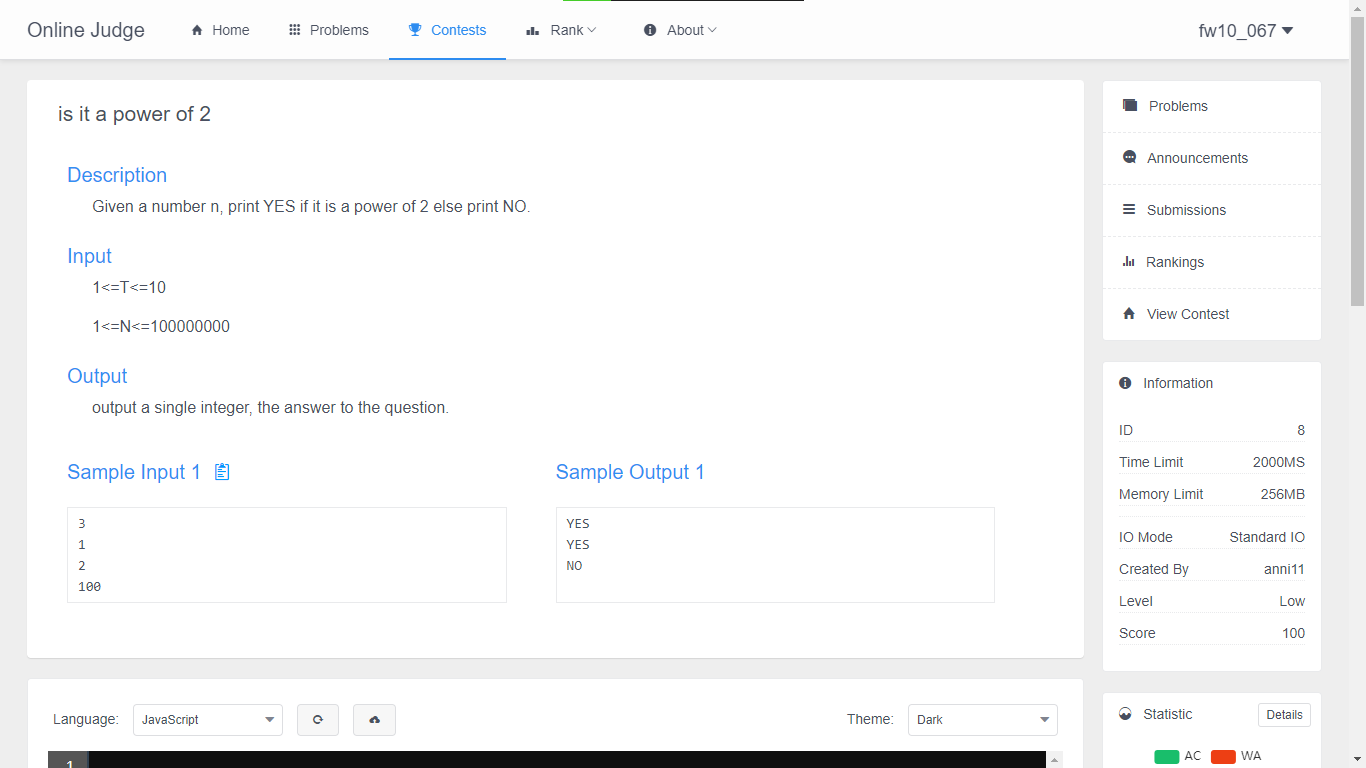 Online Judge
Home
Problems
Contests
Rank
About
fw10_067
is it a power of 2
Description
Given a number n, print YES if it is a power of 2 else print NO.
Input
1<=T<=10
1<=N<=100000000
Output
output a single integer, the answer to the question.
Sample Input 1
3
1
2
100
Sample Output 1
YES
YES
NO
Language:
JavaScript
Theme:
Dark
1
Problems
Announcements
Submissions
Rankings
View Contest
Information
ID 8
Time Limit 2000MS
Memory Limit 256MB
IO Mode Standard IO
Created By anni11
Level Low
Score 100
Statistic
Details
AC
WA